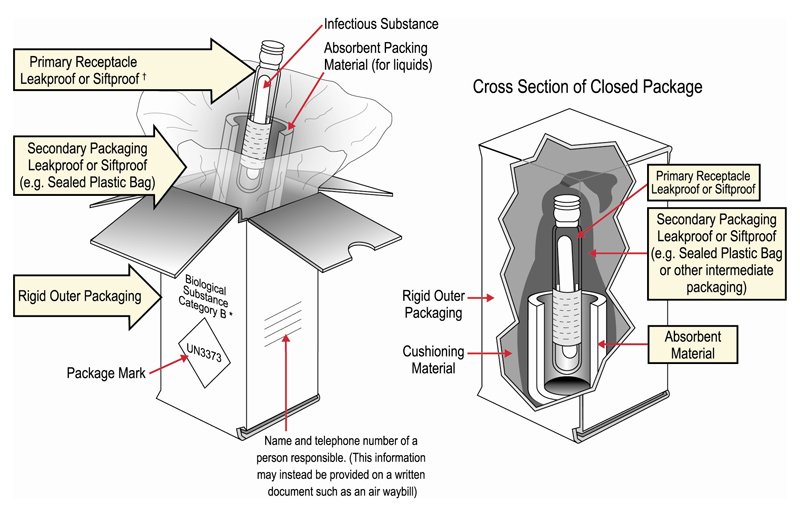 Infectious Substance
Primary Receptacle
Leakproof or Siftproof †
Absorbent Packing
Material (for liquids)
Secondary Packaging
Leakproof or Siftproof
(e.g. Sealed Plastic Bag)
Rigid Outer Packaging
Biological
Substance
Category B *
UN3373
Package Mark
Name and telephone number of a
person responsible. (This information
may instead be provided on a written
document such as an air waybill)
Cross Section of Closed Package
Primary Receptacle
Leakproof or Siftproof
Secondary Packaging
Leakproof or Siftproof
(e.g. Sealed Plastic Bag
or other intermediate
packaging)
Rigid Outer
Packaging
Cushioning
Material
Absorbent
Material